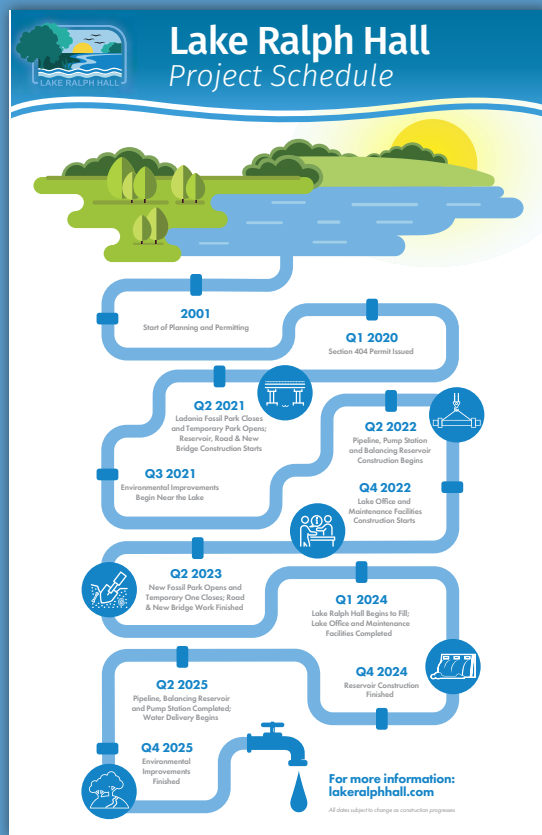 Lake Ralph Hall
Project Schedule
LAKE RALPH HALL
2001
Start of Planning and Permitting
Q1 2020
Section 404 Permit Issued
Q2 2021
Ladonia Fossil Park Closes
and Temporary Park Opens;
Reservoir, Road & New
Bridge Construction Starts
Q3 2021
Environmental Improvements
Begin Near the Lake
Q2 2022
Pipeline, Pump Station
and Balancing Reservoir
Construction Begins
Q4 2022
Lake Office and
Maintenance Facilities
Construction Starts
Q2 2023
New Fossil Park Opens and
Temporary One Closes; Road
& New Bridge Work Finished
Q1 2024
Lake Ralph Hall Begins to Fill;
Lake Office and Maintenance
Facilities Completed
Q4 2024
Reservoir Construction
Finished
Q2 2025
Pipeline, Balancing Reservoir
and Pump Station Completed;
Water Delivery Begins
Q4 2025
Environmental
Improvements
Finished
For more information:
lakeralphhall.com
All dates subject to change as construction progresses.